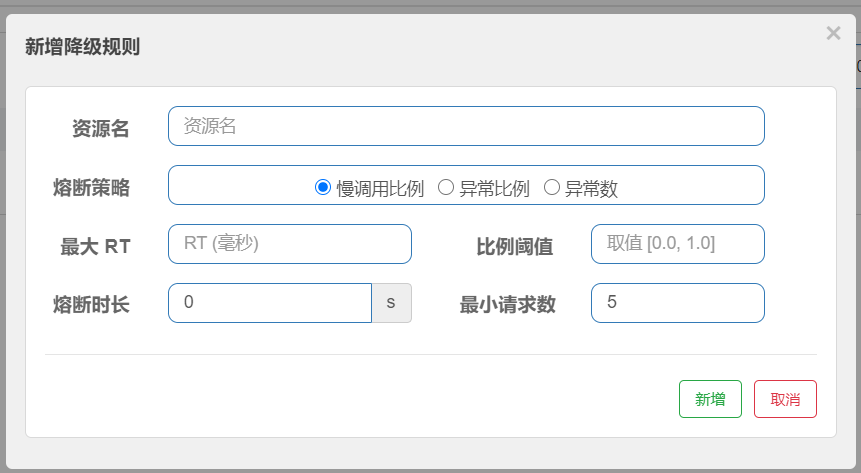 新增降级规则 ×
资源名 资源名
熔断策略 慢调用比例 异常比例 异常数
最大 RT RT (毫秒) 比例阈值 取值 [0.0, 1.0]
熔断时长 0 s 最小请求数 5
新增 取消